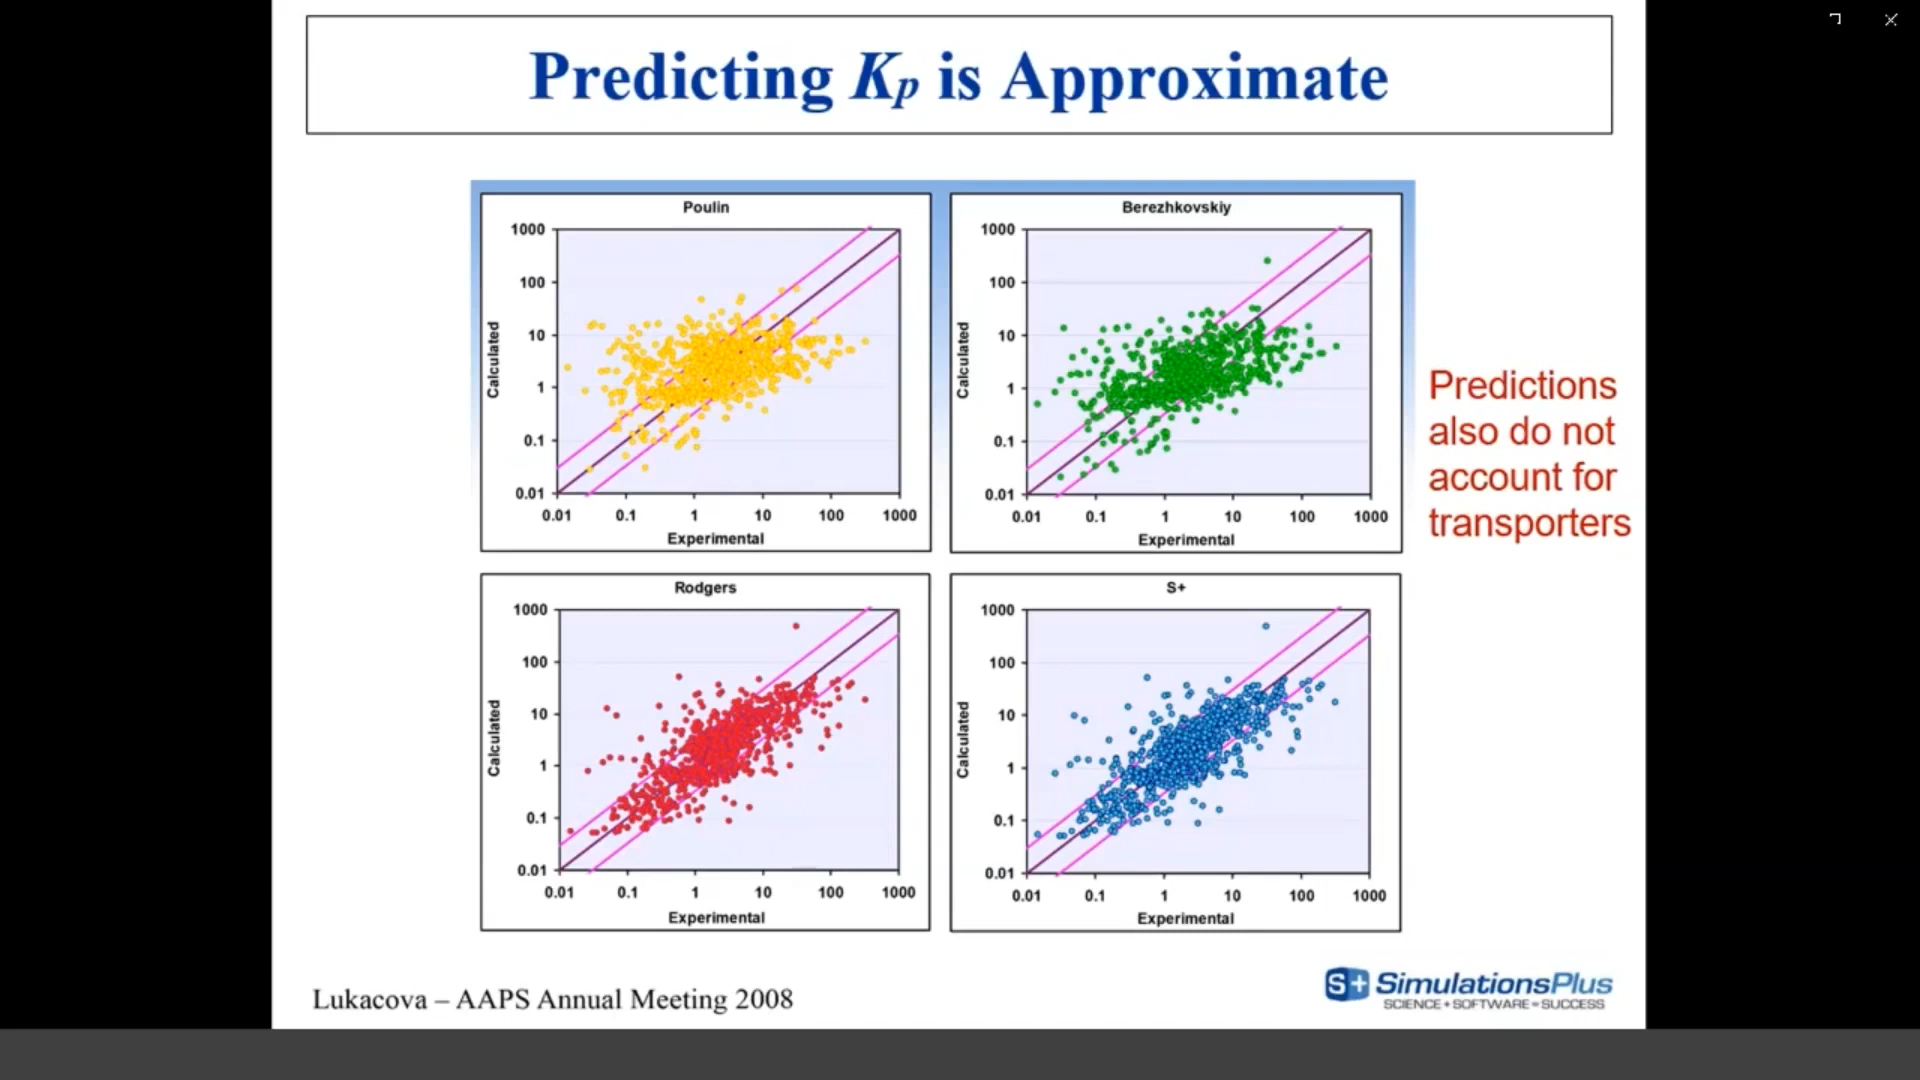 Predicting Kp is Approximate
Poulin
1000
100
10
1
0.1
0.01
Calculated
0.01 0.1 1 10 100 1000
Experimental
Berezhkovskiy
1000
100
10
1
0.1
0.01
Calculated
0.01 0.1 1 10 100 1000
Experimental
Predictions
also do not
account for
transporters
Rodgers
1000
100
10
1
0.1
0.01
Calculated
0.01 0.1 1 10 100 1000
Experimental
S+
1000
100
10
1
0.1
0.01
Calculated
0.01 0.1 1 10 100 1000
Experimental
Lukacova – AAPS Annual Meeting 2008
S+ SimulationsPlus
SCIENCE + SOFTWARE = SUCCESS